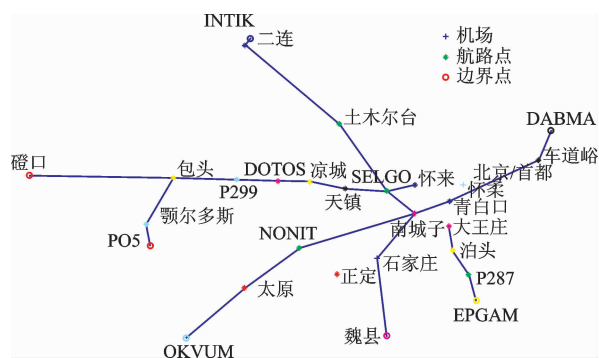 INTIK
二连
机场
航路点
边界点
土木尔台
DABMA
车道峪
磴口
包头
P299
DOTOS
凉城
天镇
SELGO
怀来
北京/首都
怀柔
青白口
鄂尔多斯
PO5
NONIT
南城子
大王庄
泊头
太原
正定
石家庄
P287
EPGAM
魏县
OKVUM